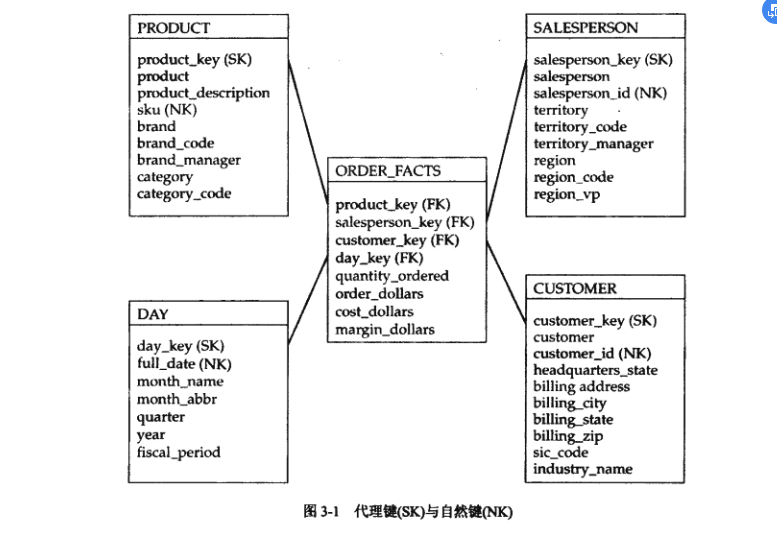 PRODUCT
product_key (SK)
product
product_description
sku (NK)
brand
brand_code
brand_manager
category
category_code
SALESPERSON
salesperson_key (SK)
salesperson
salesperson_id (NK)
territory
territory_code
territory_manager
region
region_code
region_vp
ORDER_FACTS
product_key (FK)
salesperson_key (FK)
customer_key (FK)
day_key (FK)
quantity_ordered
order_dollars
cost_dollars
margin_dollars
DAY
day_key (SK)
full_date (NK)
month_name
month_abbr
quarter
year
fiscal_period
CUSTOMER
customer_key (SK)
customer
customer_id (NK)
headquarters_state
billing address
billing_city
billing_state
billing_zip
sic_code
industry_name
图 3-1 代理键(SK)与自然键(NK)